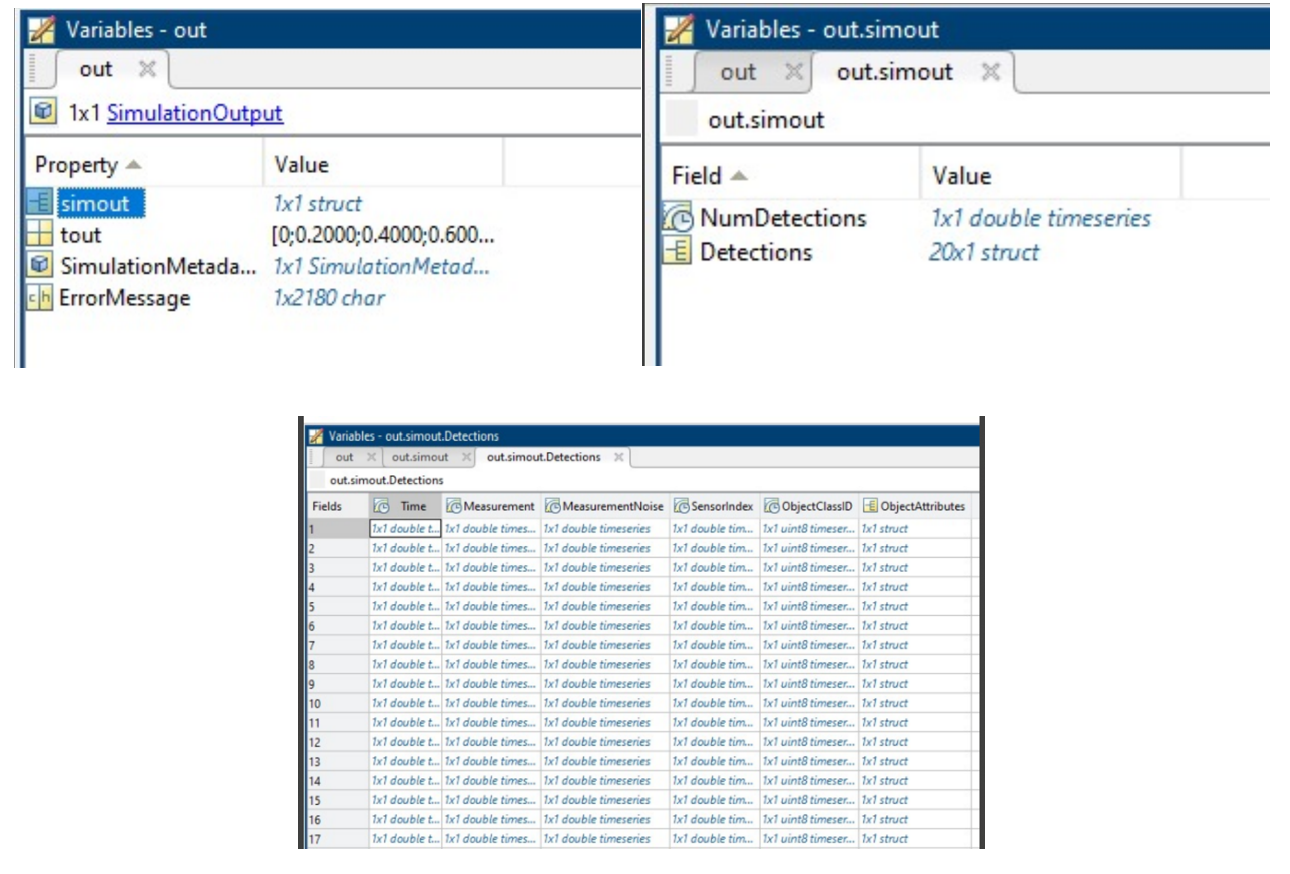 Variables - out
out
1x1 SimulationOutput
Property Value
simout 1x1 struct
tout [0;0.2000;0.4000;0.600...
SimulationMetada... 1x1 SimulationMetad...
ErrorMessage 1x2180 char
Variables - out.simout
out out.simout
out.simout
Field Value
NumDetections 1x1 double timeseries
Detections 20x1 struct
Variables - out.simout.Detections
out out.simout out.simout.Detections
out.simout.Detections
Fields Time Measurement MeasurementNoise SensorIndex ObjectClassID ObjectAttributes
1 1x1 double t... 1x1 double times... 1x1 double timeseries 1x1 double tim... 1x1 uint8 timeser... 1x1 struct
2 1x1 double t... 1x1 double times... 1x1 double timeseries 1x1 double tim... 1x1 uint8 timeser... 1x1 struct
3 1x1 double t... 1x1 double times... 1x1 double timeseries 1x1 double tim... 1x1 uint8 timeser... 1x1 struct
4 1x1 double t... 1x1 double times... 1x1 double timeseries 1x1 double tim... 1x1 uint8 timeser... 1x1 struct
5 1x1 double t... 1x1 double times... 1x1 double timeseries 1x1 double tim... 1x1 uint8 timeser... 1x1 struct
6 1x1 double t... 1x1 double times... 1x1 double timeseries 1x1 double tim... 1x1 uint8 timeser... 1x1 struct
7 1x1 double t... 1x1 double times... 1x1 double timeseries 1x1 double tim... 1x1 uint8 timeser... 1x1 struct
8 1x1 double t... 1x1 double times... 1x1 double timeseries 1x1 double tim... 1x1 uint8 timeser... 1x1 struct
9 1x1 double t... 1x1 double times... 1x1 double timeseries 1x1 double tim... 1x1 uint8 timeser... 1x1 struct
10 1x1 double t... 1x1 double times... 1x1 double timeseries 1x1 double tim... 1x1 uint8 timeser... 1x1 struct
11 1x1 double t... 1x1 double times... 1x1 double timeseries 1x1 double tim... 1x1 uint8 timeser... 1x1 struct
12 1x1 double t... 1x1 double times... 1x1 double timeseries 1x1 double tim... 1x1 uint8 timeser... 1x1 struct
13 1x1 double t... 1x1 double times... 1x1 double timeseries 1x1 double tim... 1x1 uint8 timeser... 1x1 struct
14 1x1 double t... 1x1 double times... 1x1 double timeseries 1x1 double tim... 1x1 uint8 timeser... 1x1 struct
15 1x1 double t... 1x1 double times... 1x1 double timeseries 1x1 double tim... 1x1 uint8 timeser... 1x1 struct
16 1x1 double t... 1x1 double times... 1x1 double timeseries 1x1 double tim... 1x1 uint8 timeser... 1x1 struct
17 1x1 double t... 1x1 double times... 1x1 double timeseries 1x1 double tim... 1x1 uint8 timeser... 1x1 struct